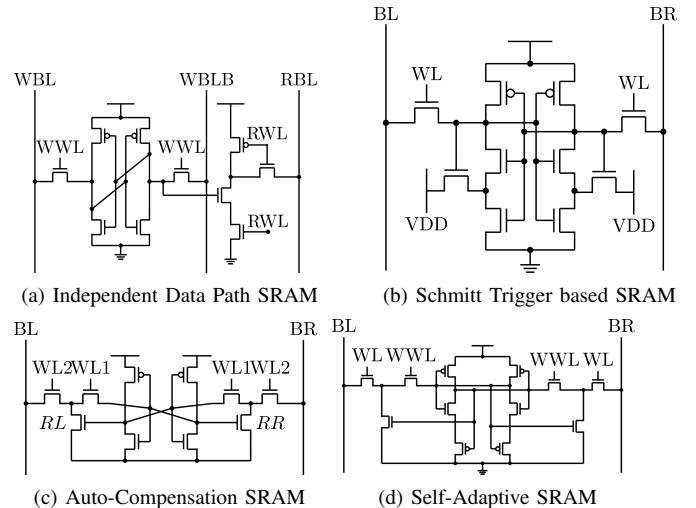 WBL WBLB RBL
WWL WWL RWL
RWL
(a) Independent Data Path SRAM
BL BR
WL WL
VDD VDD
(b) Schmitt Trigger based SRAM
BL BR
WL2 WL1 WL1 WL2
RL RR
(c) Auto-Compensation SRAM
BL BR
WL WWL WWL WL
(d) Self-Adaptive SRAM